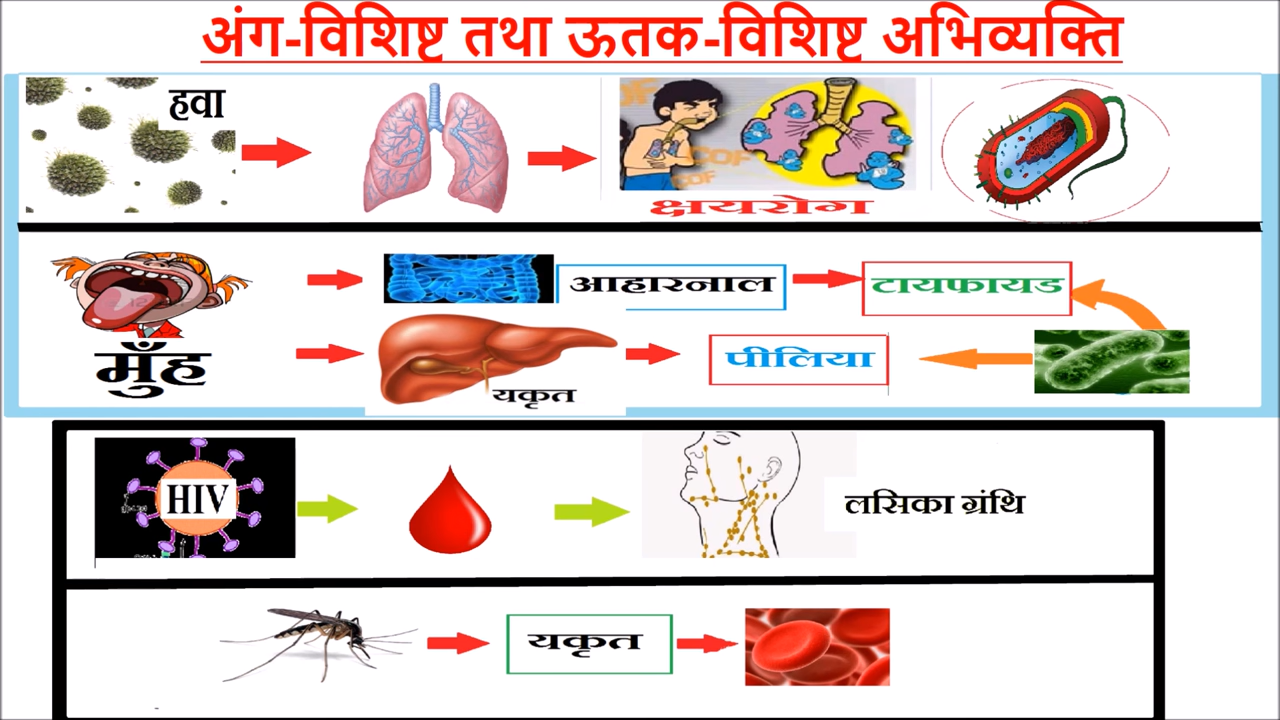 अंग-विशिष्ट तथा ऊतक-विशिष्ट अभिव्यक्ति
हवा
क्षयरोग
आहारनाल
टायफायड
मुँह
यकृत
पीलिया
HIV
लसिका ग्रंथि
यकृत